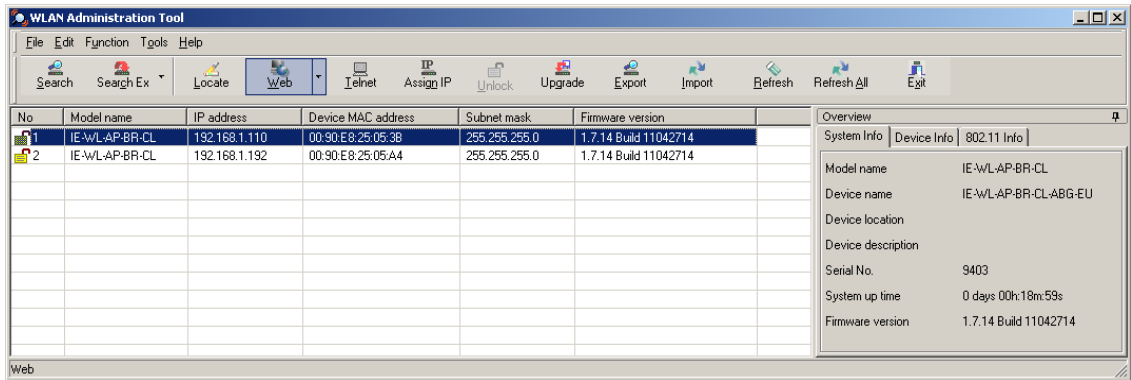 WLAN Administration Tool
File Edit Function Tools Help
Search Search Ex Locate Web Telnet IP Assign IP Unlock Upgrade Export Import Refresh Refresh All Exit
No Model name IP address Device MAC address Subnet mask Firmware version
1 IE-WL-AP-BR-CL 192.168.1.110 00:90:E8:25:05:3B 255.255.255.0 1.7.14 Build 11042714
2 IE-WL-AP-BR-CL 192.168.1.192 00:90:E8:25:05:A4 255.255.255.0 1.7.14 Build 11042714
Overview
System Info Device Info 802.11 Info
Model name IE-WL-AP-BR-CL
Device name IE-WL-AP-BR-CL-ABG-EU
Device location
Device description
Serial No. 9403
System up time 0 days 00h:18m:59s
Firmware version 1.7.14 Build 11042714
Web